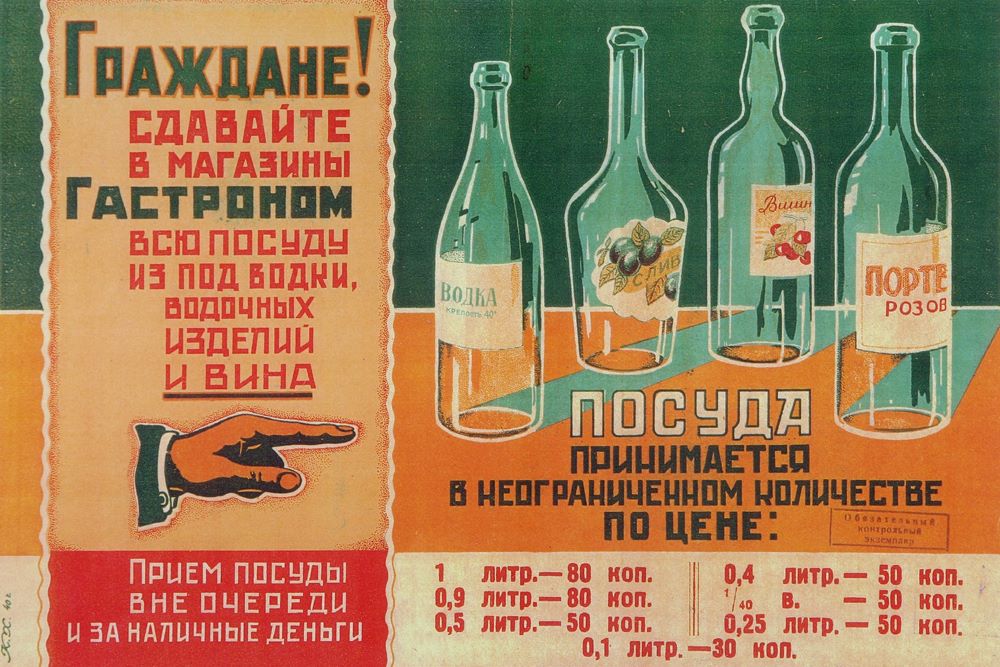 Граждане!
сдавайте
в магазины
Гастроном
всю посуду
из под водки,
водочных
изделий
и вина
Прием посуды
вне очереди
и за наличные деньги
Водка
крепость 40°
Слив
Вишн
Порте
розов
Посуда
принимается
в неограниченном количестве
по цене:
Обязательный
контрольный
экземпляр
1 литр.— 80 коп.
0,9 литр.— 80 коп.
0,5 литр.— 50 коп.
0,4 литр.— 50 коп.
1/40 в. — 50 коп.
0,25 литр.— 50 коп.
0,1 литр.—30 коп.